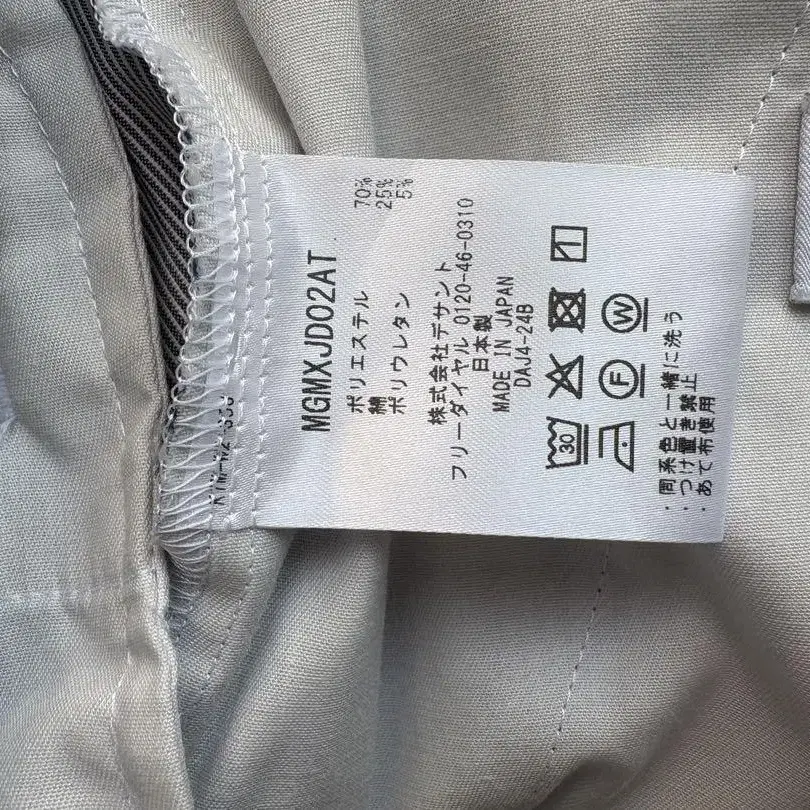 MGMXJD02AT
ポリエステル 70%
綿 25%
ポリウレタン 5%
株式会社デサント
フリーダイヤル 0120-46-0310
日本製
MADE IN JAPAN
DAJ4-24B
30
F W
・同系色と一緒に洗う
・つけ置き禁止
・あて布使用